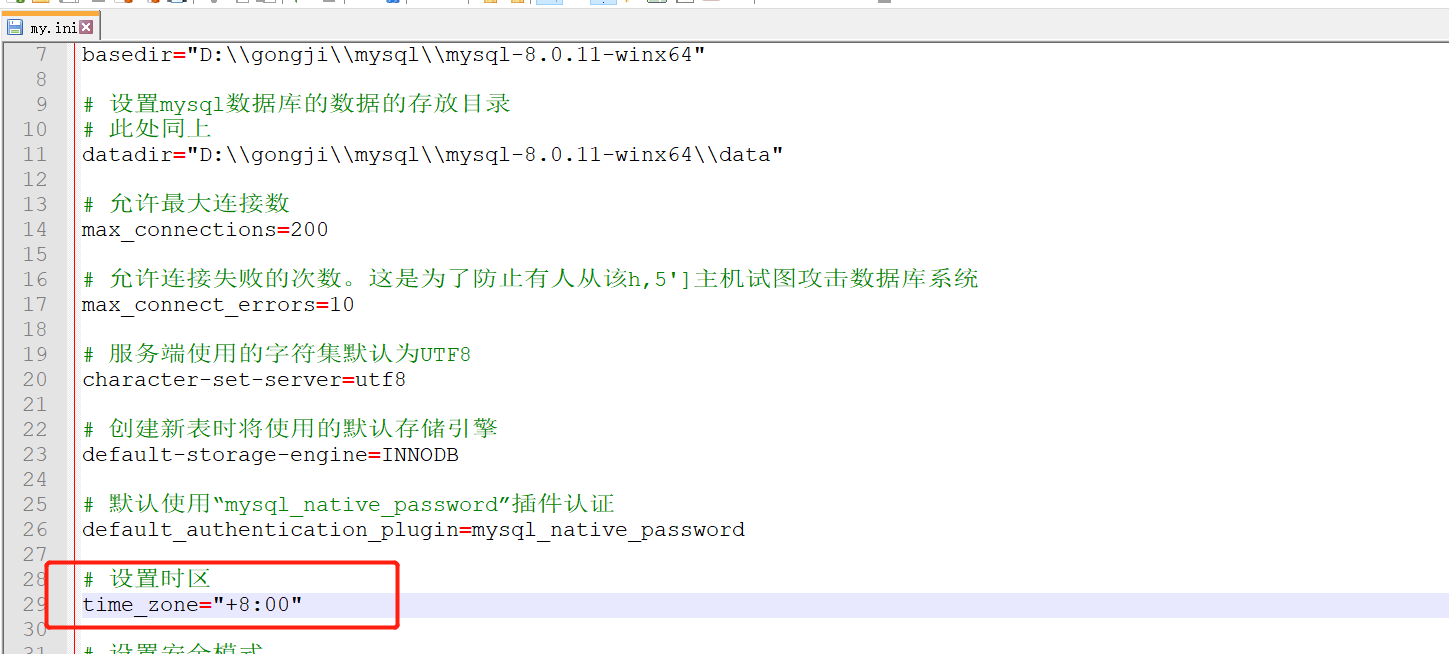 my.ini
7 basedir="D:\\gongji\\mysql\\mysql-8.0.11-winx64"
8
9 # 设置mysql数据库的数据的存放目录
10 # 此处同上
11 datadir="D:\\gongji\\mysql\\mysql-8.0.11-winx64\\data"
12
13 # 允许最大连接数
14 max_connections=200
15
16 # 允许连接失败的次数。这是为了防止有人从该h,5']主机试图攻击数据库系统
17 max_connect_errors=10
18
19 # 服务端使用的字符集默认为UTF8
20 character-set-server=utf8
21
22 # 创建新表时将使用的默认存储引擎
23 default-storage-engine=INNODB
24
25 # 默认使用“mysql_native_password”插件认证
26 default_authentication_plugin=mysql_native_password
27
28 # 设置时区
29 time_zone="+8:00"
30
31 # 设置安全模式